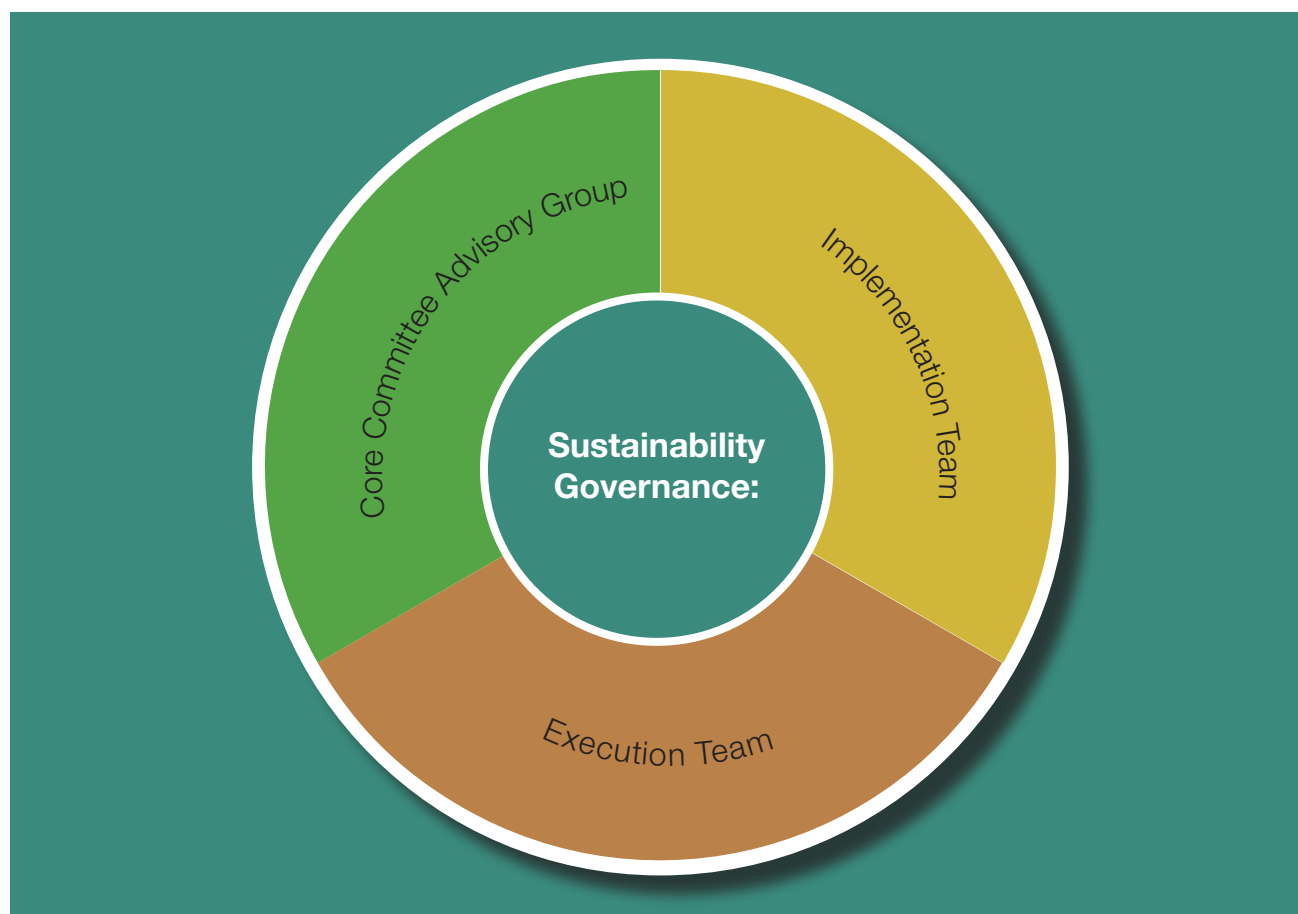 Core Committee Advisory Group
Implementation Team
Sustainability
Governance:
Execution Team